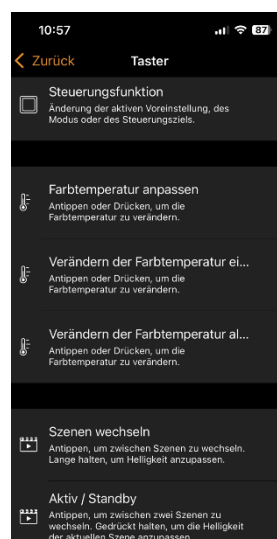 10:57
87
Zurück
Taster
Steuerungsfunktion
Änderung der aktiven Voreinstellung, des
Modus oder des Steuerungsziels.
Farbtemperatur anpassen
Antippen oder Drücken, um die
Farbtemperatur zu verändern.
Verändern der Farbtemperatur ei...
Antippen oder Drücken, um die
Farbtemperatur zu verändern.
Verändern der Farbtemperatur al...
Antippen oder Drücken, um die
Farbtemperatur zu verändern.
Szenen wechseln
Antippen, um zwischen Szenen zu wechseln.
Lange halten, um Helligkeit anzupassen.
Aktiv / Standby
Antippen, um zwischen zwei Szenen zu
wechseln. Gedrückt halten, um die Helligkeit
der aktuellen Szene anzupassen.